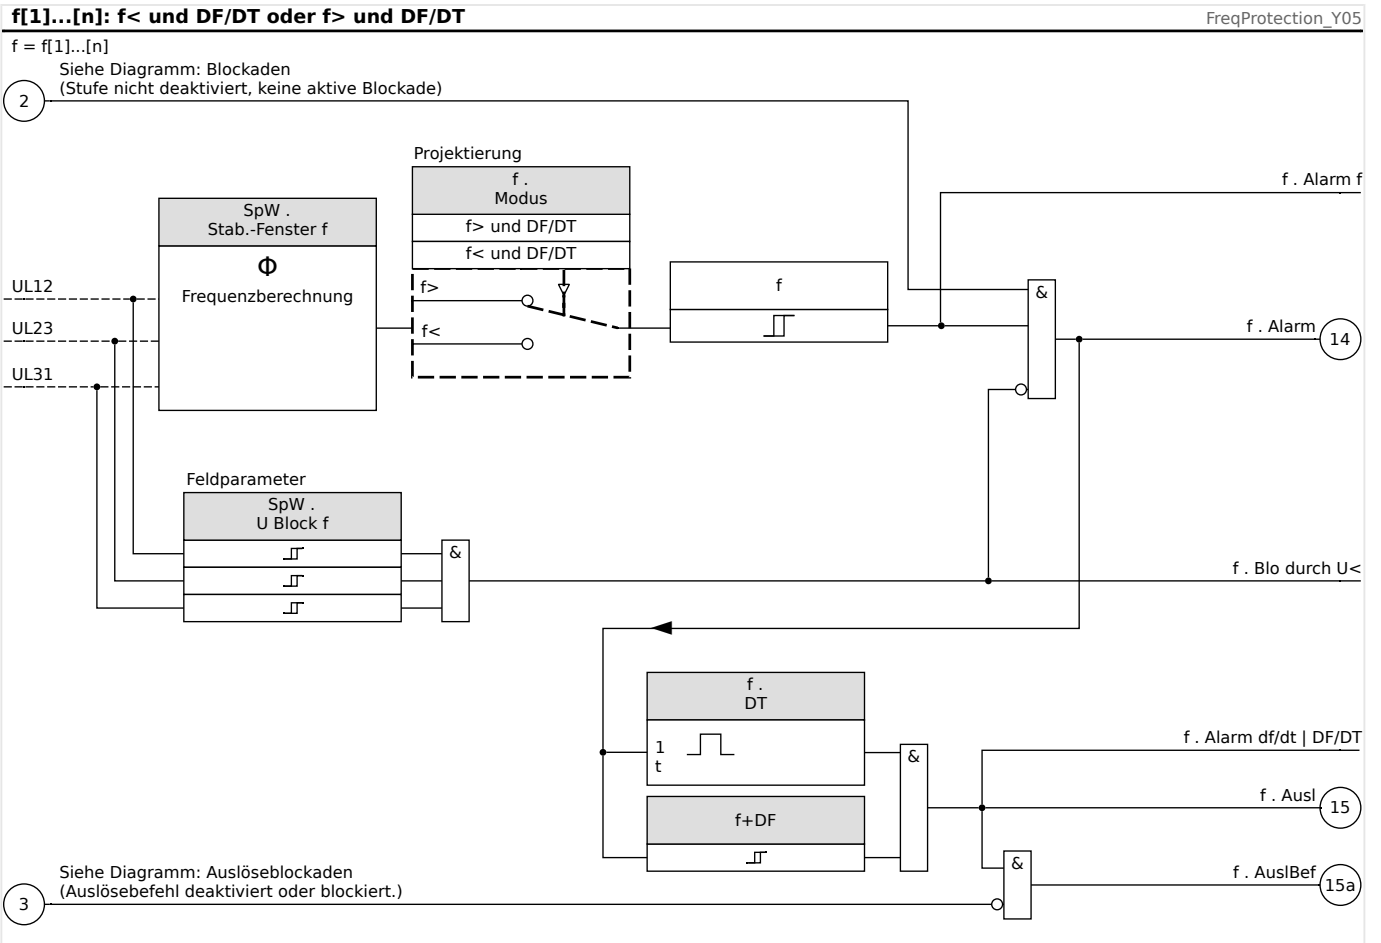 f[1]...[n]: f< und DF/DT oder f> und DF/DT
FreqProtection_Y05
f = f[1]...[n]
Siehe Diagramm: Blockaden
(Stufe nicht deaktiviert, keine aktive Blockade)
2
Projektierung
f .
Modus
f> und DF/DT
f< und DF/DT
f>
f<
f . Alarm f
SpW .
Stab.-Fenster f
Φ
Frequenzberechnung
UL12
UL23
UL31
f
&
f . Alarm
14
Feldparameter
SpW .
U Block f
&
f . Blo durch U<
f .
DT
1
t
&
f . Alarm df/dt | DF/DT
f+DF
f . Ausl
15
Siehe Diagramm: Auslöseblockaden
(Auslösebefehl deaktiviert oder blockiert.)
3
&
f . AuslBef
15a